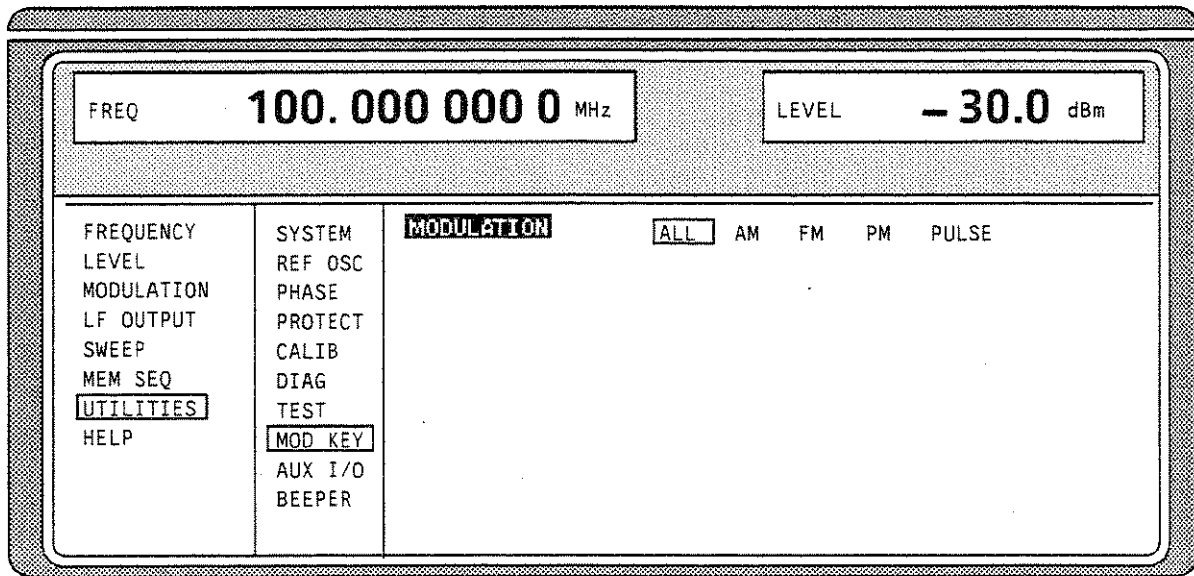 FREQ 100. 000 000 0 MHz LEVEL – 30.0 dBm
FREQUENCY
LEVEL
MODULATION
LF OUTPUT
SWEEP
MEM SEQ
UTILITIES
HELP
SYSTEM
REF OSC
PHASE
PROTECT
CALIB
DIAG
TEST
MOD KEY
AUX I/O
BEEPER
MODULATION ALL AM FM PM PULSE